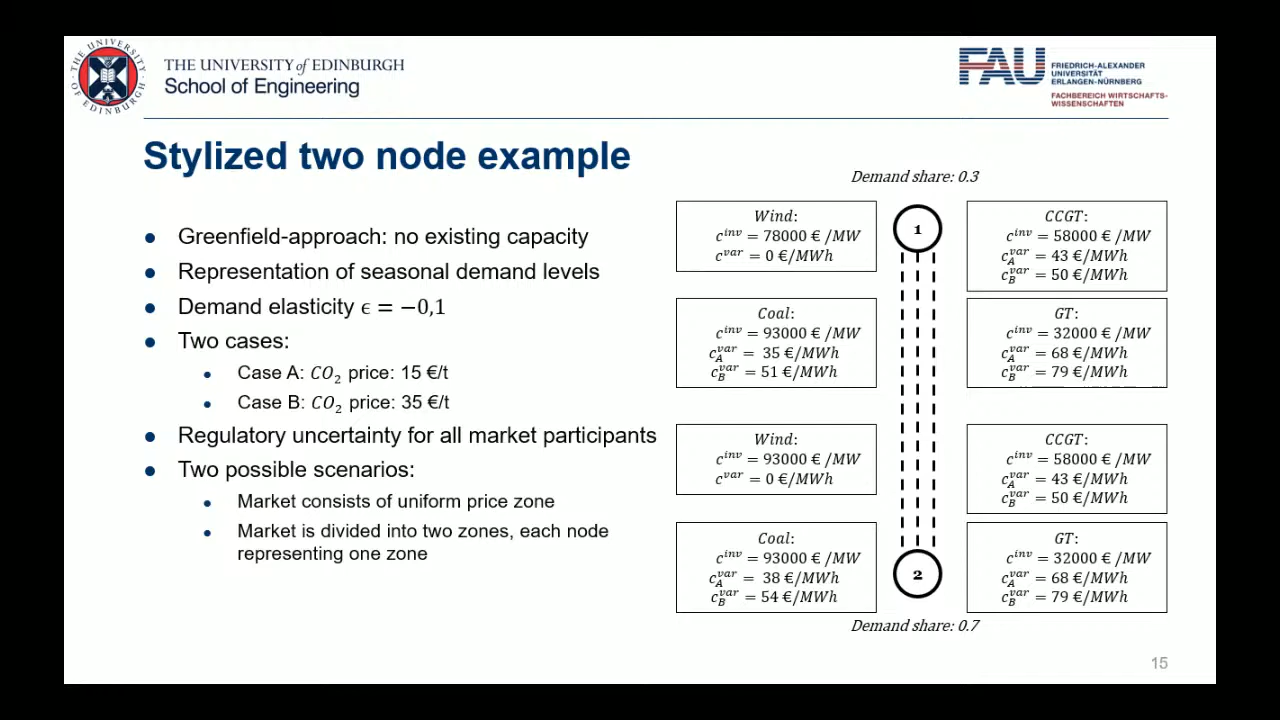 THE UNIVERSITY OF EDINBURGH
THE UNIVERSITY of EDINBURGH
School of Engineering
FAU
FRIEDRICH-ALEXANDER
UNIVERSITÄT
ERLANGEN-NÜRNBERG
FACHBEREICH WIRTSCHAFTS-
WISSENSCHAFTEN
Stylized two node example
● Greenfield-approach: no existing capacity
● Representation of seasonal demand levels
● Demand elasticity ϵ = −0,1
● Two cases:
● Case A: CO₂ price: 15 €/t
● Case B: CO₂ price: 35 €/t
● Regulatory uncertainty for all market participants
● Two possible scenarios:
● Market consists of uniform price zone
● Market is divided into two zones, each node
representing one zone
Demand share: 0.3
Wind:
c^inv = 78000 € /MW
c^var = 0 €/MWh
1
CCGT:
c^inv = 58000 € /MW
c_A^var = 43 €/MWh
c_B^var = 50 €/MWh
Coal:
c^inv = 93000 € /MW
c_A^var = 35 €/MWh
c_B^var = 51 €/MWh
GT:
c^inv = 32000 € /MW
c_A^var = 68 €/MWh
c_B^var = 79 €/MWh
Wind:
c^inv = 93000 € /MW
c^var = 0 €/MWh
CCGT:
c^inv = 58000 € /MW
c_A^var = 43 €/MWh
c_B^var = 50 €/MWh
Coal:
c^inv = 93000 € /MW
c_A^var = 38 €/MWh
c_B^var = 54 €/MWh
2
GT:
c^inv = 32000 € /MW
c_A^var = 68 €/MWh
c_B^var = 79 €/MWh
Demand share: 0.7
15